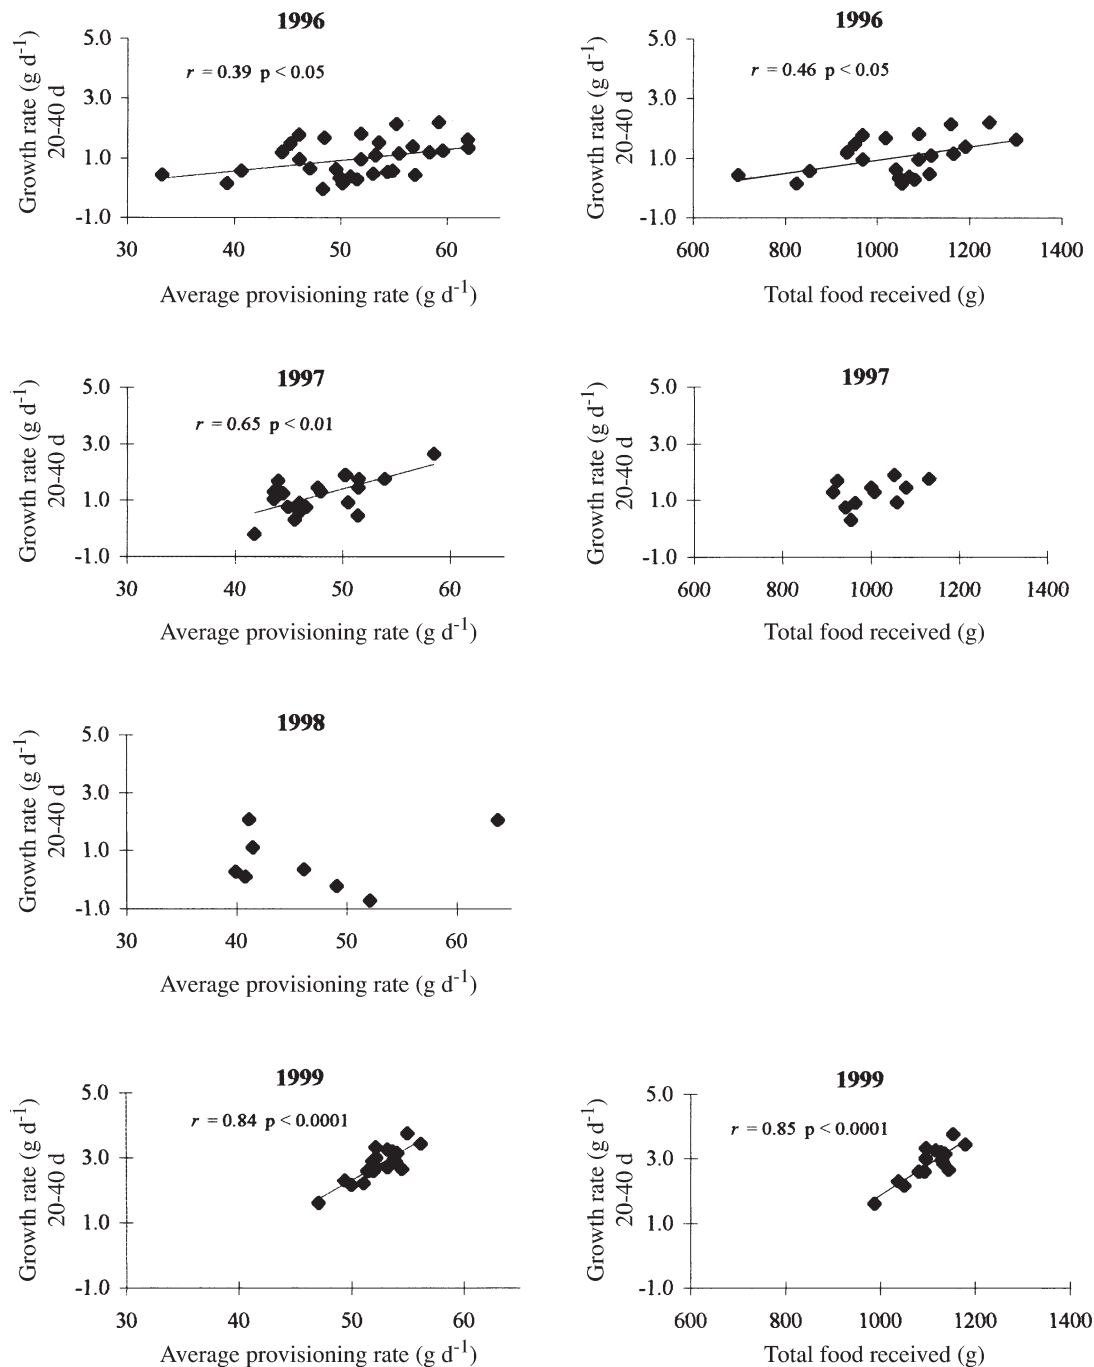 1996
Growth rate (g d-1)
20-40 d
5.0
3.0
1.0
-1.0
r = 0.39 p < 0.05
30 40 50 60
Average provisioning rate (g d-1)
1996
Growth rate (g d-1)
20-40 d
5.0
3.0
1.0
-1.0
r = 0.46 p < 0.05
600 800 1000 1200 1400
Total food received (g)
1997
Growth rate (g d-1)
20-40 d
5.0
3.0
1.0
-1.0
r = 0.65 p < 0.01
30 40 50 60
Average provisioning rate (g d-1)
1997
Growth rate (g d-1)
20-40 d
5.0
3.0
1.0
-1.0
600 800 1000 1200 1400
Total food received (g)
1998
Growth rate (g d-1)
20-40 d
5.0
3.0
1.0
-1.0
30 40 50 60
Average provisioning rate (g d-1)
1999
Growth rate (g d-1)
20-40 d
5.0
3.0
1.0
-1.0
r = 0.84 p < 0.0001
30 40 50 60
Average provisioning rate (g d-1)
1999
Growth rate (g d-1)
20-40 d
5.0
3.0
1.0
-1.0
r = 0.85 p < 0.0001
600 800 1000 1200 1400
Total food received (g)